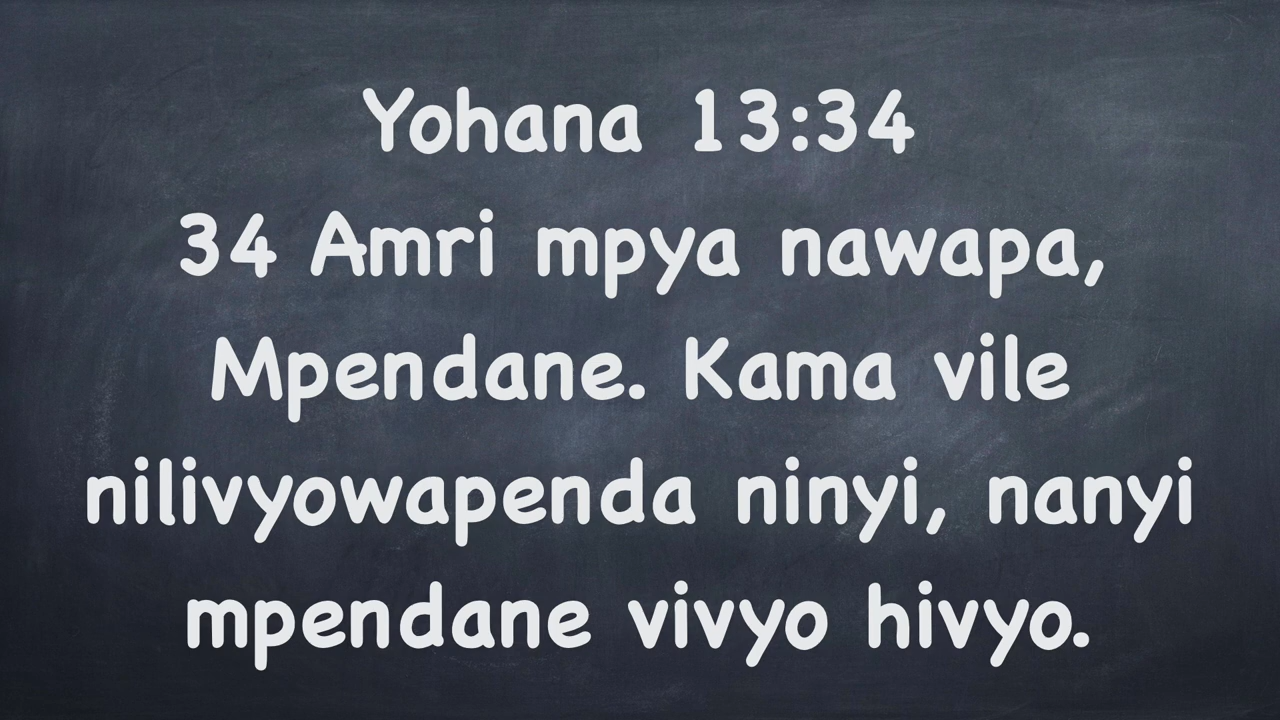 Yohana 13:34
34 Amri mpya nawapa,
Mpendane. Kama vile
nilivyowapenda ninyi, nanyi
mpendane vivyo hivyo.